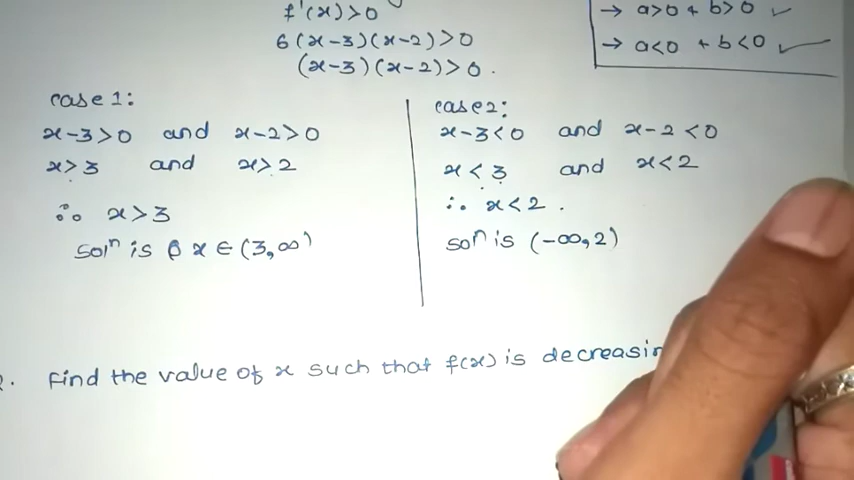 f'(x)>0
6(x-3)(x-2)>0
(x-3)(x-2)>0.
→ a>0 + b>0 ✓
→ a<0 + b<0 ✓
case 1:
x-3>0 and x-2>0
x>3 and x>2
∴ x>3
solⁿ is x ∈ (3,∞)
case 2:
x-3<0 and x-2<0
x<3 and x<2
∴ x<2.
solⁿ is (-∞,2)
Find the value of x such that f(x) is decreasin